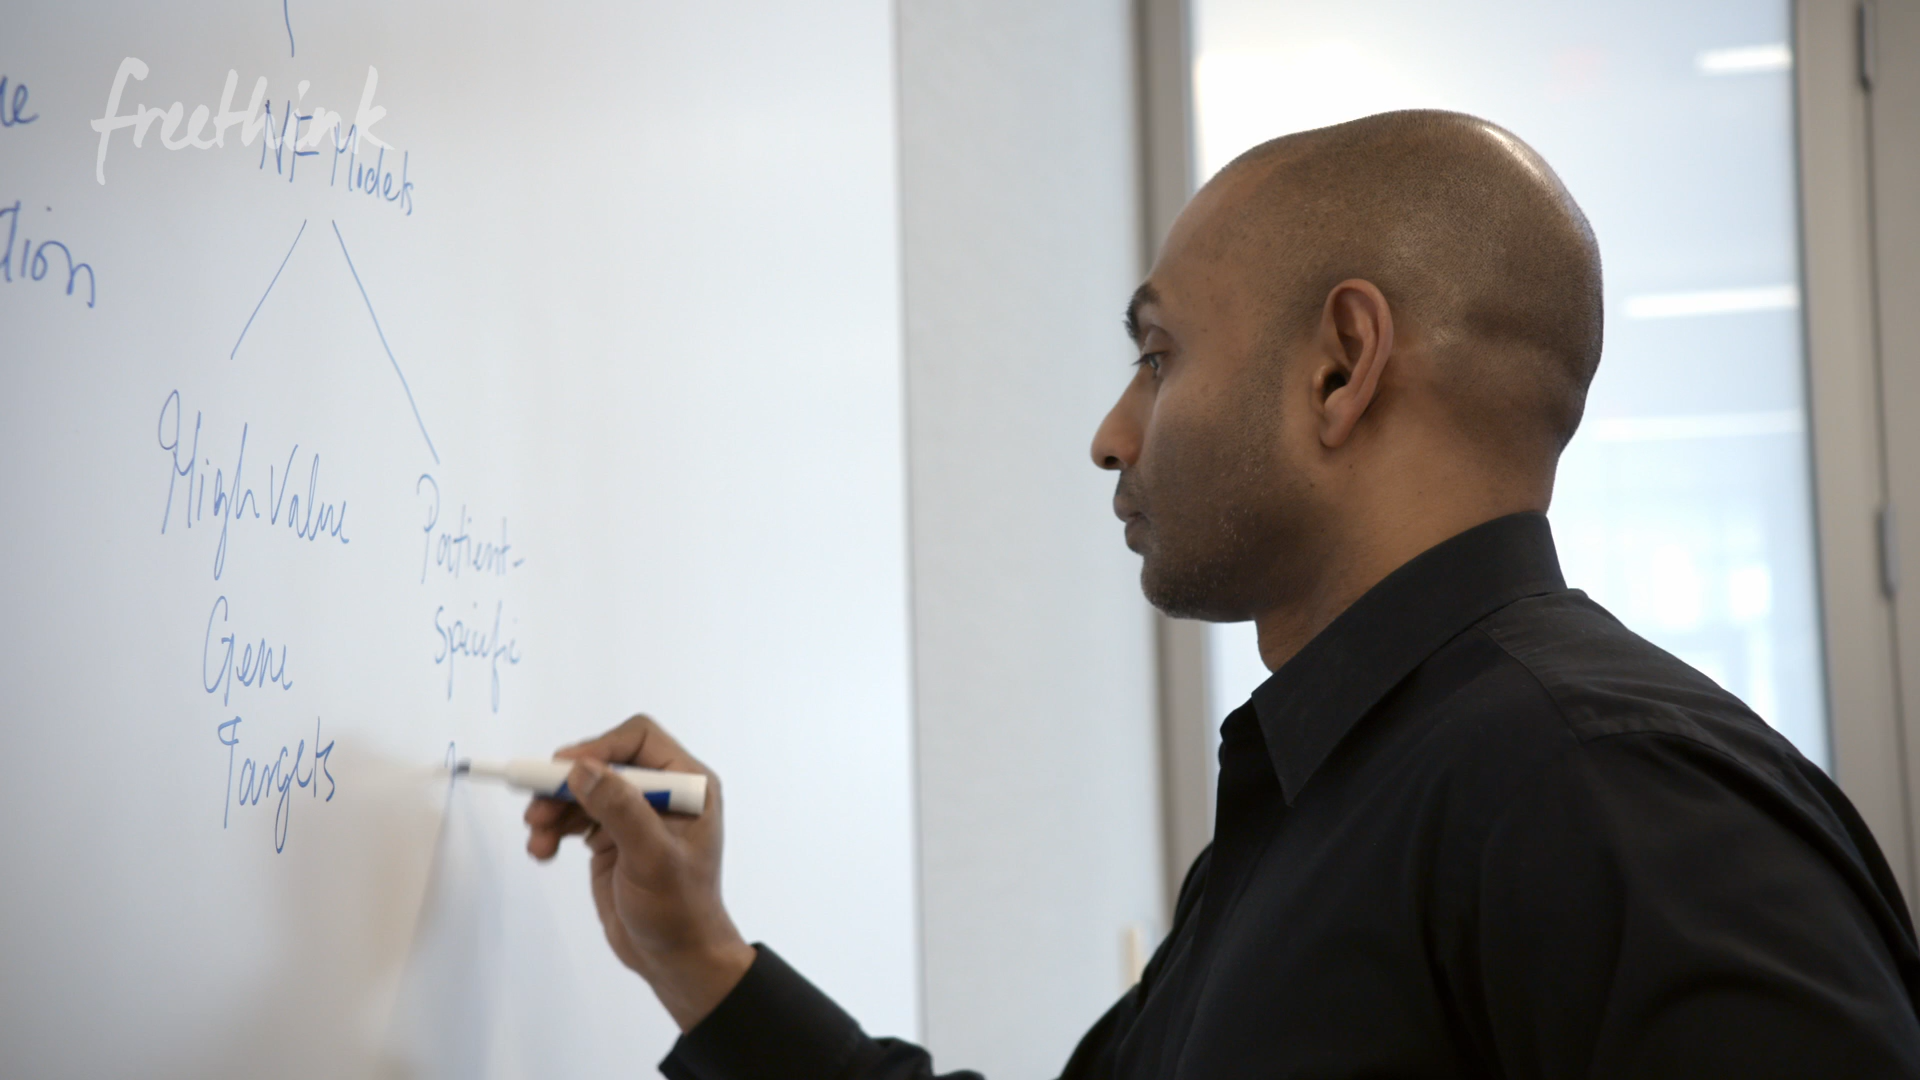 freethink
NF Models
High Value
Gene
Targets
Patient-
Specific